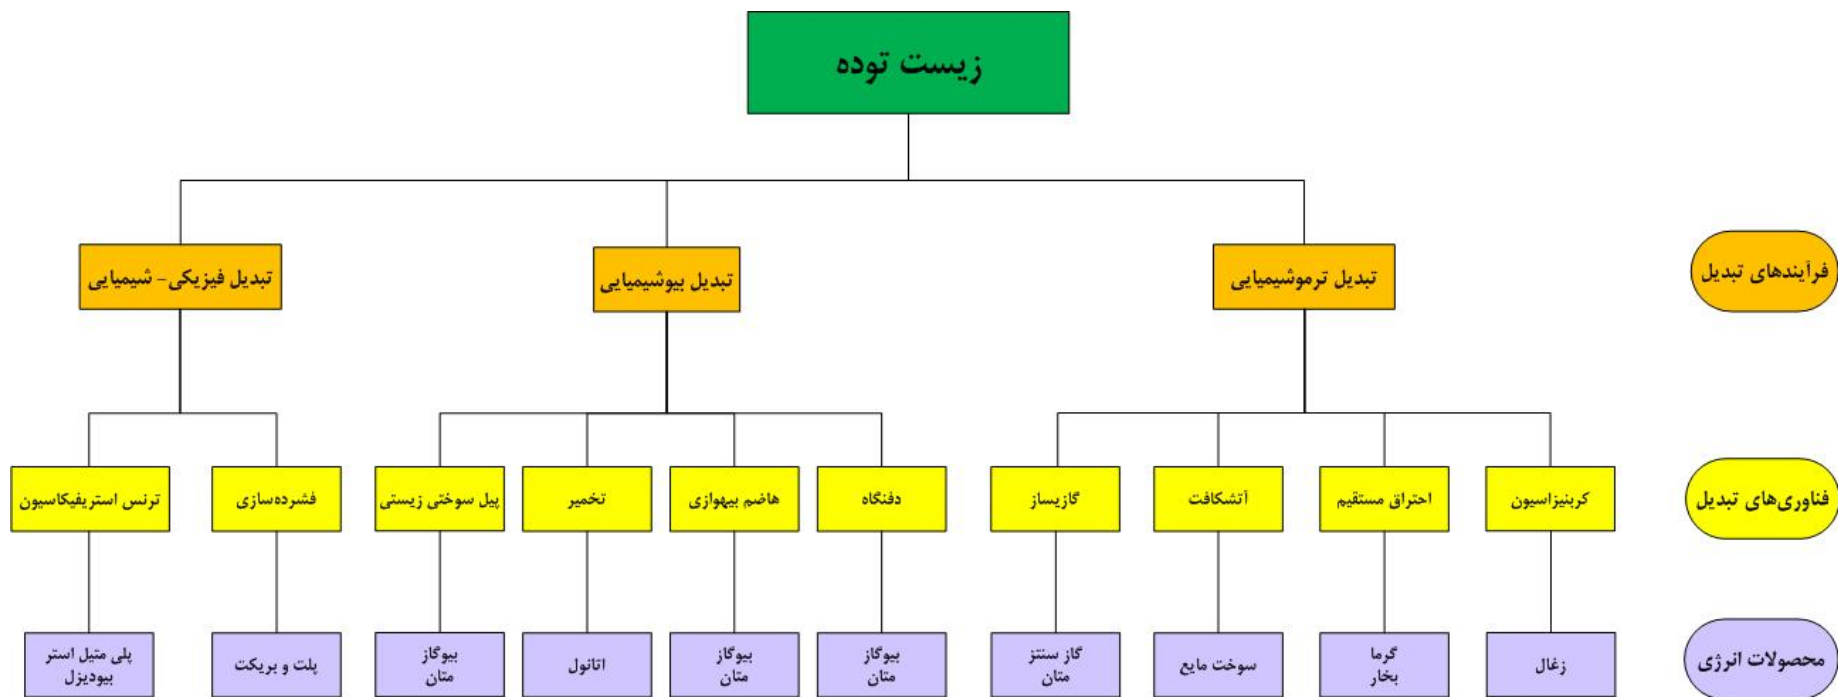 زیست توده
فرآیندهای تبدیل
تبدیل ترموشیمیایی
تبدیل بیوشیمیایی
تبدیل فیزیکی- شیمیایی
فناوری‌های تبدیل
کربنیزاسیون
احتراق مستقیم
آتشکافت
گازیساز
دفنگاه
هاضم بیهوازی
تخمیر
پیل سوختی زیستی
فشرده‌سازی
ترنس استریفیکاسیون
محصولات انرژی
زغال
گرما
بخار
سوخت مایع
گاز سنتز
متان
بیوگاز
متان
بیوگاز
متان
اتانول
بیوگاز
متان
پلت و بریکت
پلی متیل استر
بیودیزل